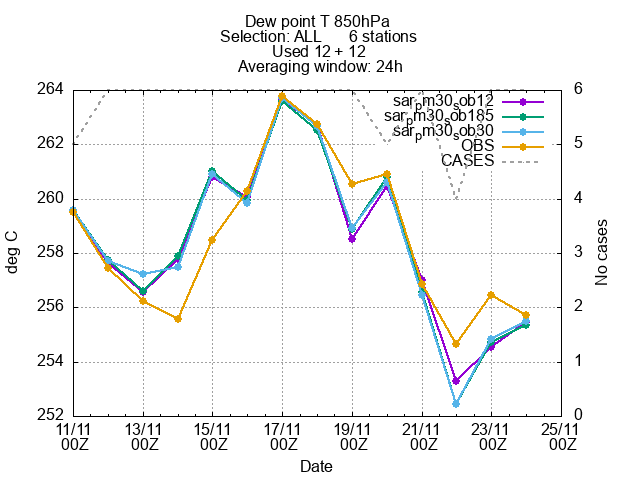 Dew point T 850hPa
Selection: ALL 6 stations
Used 12 + 12
Averaging window: 24h
264
262
260
258
256
254
252
deg C
6
5
4
3
2
1
0
No cases
sarpm30sob12
sarpm30sob185
sarpm30sob30
OBS
CASES
11/11 13/11 15/11 17/11 19/11 21/11 23/11 25/11
00Z 00Z 00Z 00Z 00Z 00Z 00Z 00Z
Date